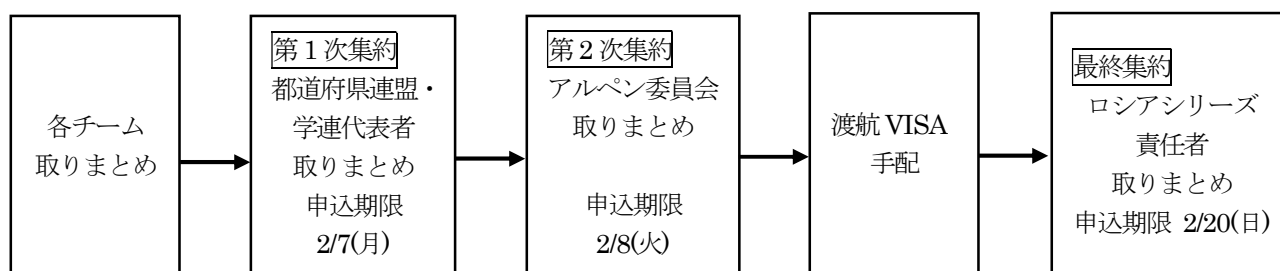 各チーム
取りまとめ
第１次集約
都道府県連盟・
学連代表者
取りまとめ
申込期限
2/7(月)
第２次集約
アルペン委員会
取りまとめ
申込期限
2/8(火)
渡航 VISA
手配
最終集約
ロシアシリーズ
責任者
取りまとめ
申込期限 2/20(日)